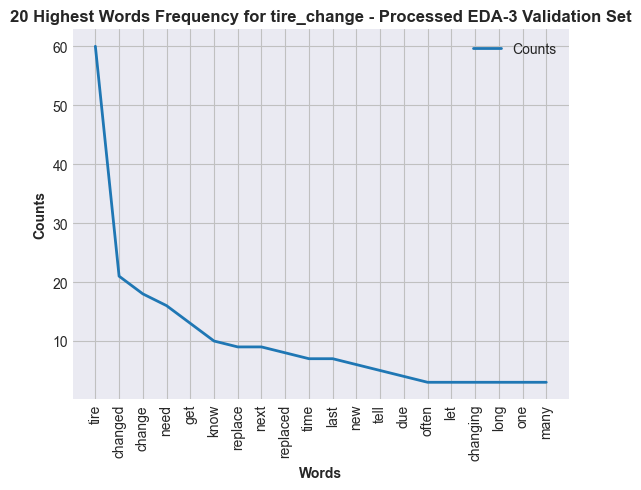 20 Highest Words Frequency for tire_change - Processed EDA-3 Validation Set
Counts
60
50
40
30
20
10
Counts
tire
changed
change
need
get
know
replace
next
replaced
time
last
new
tell
due
often
let
changing
long
one
many
Words